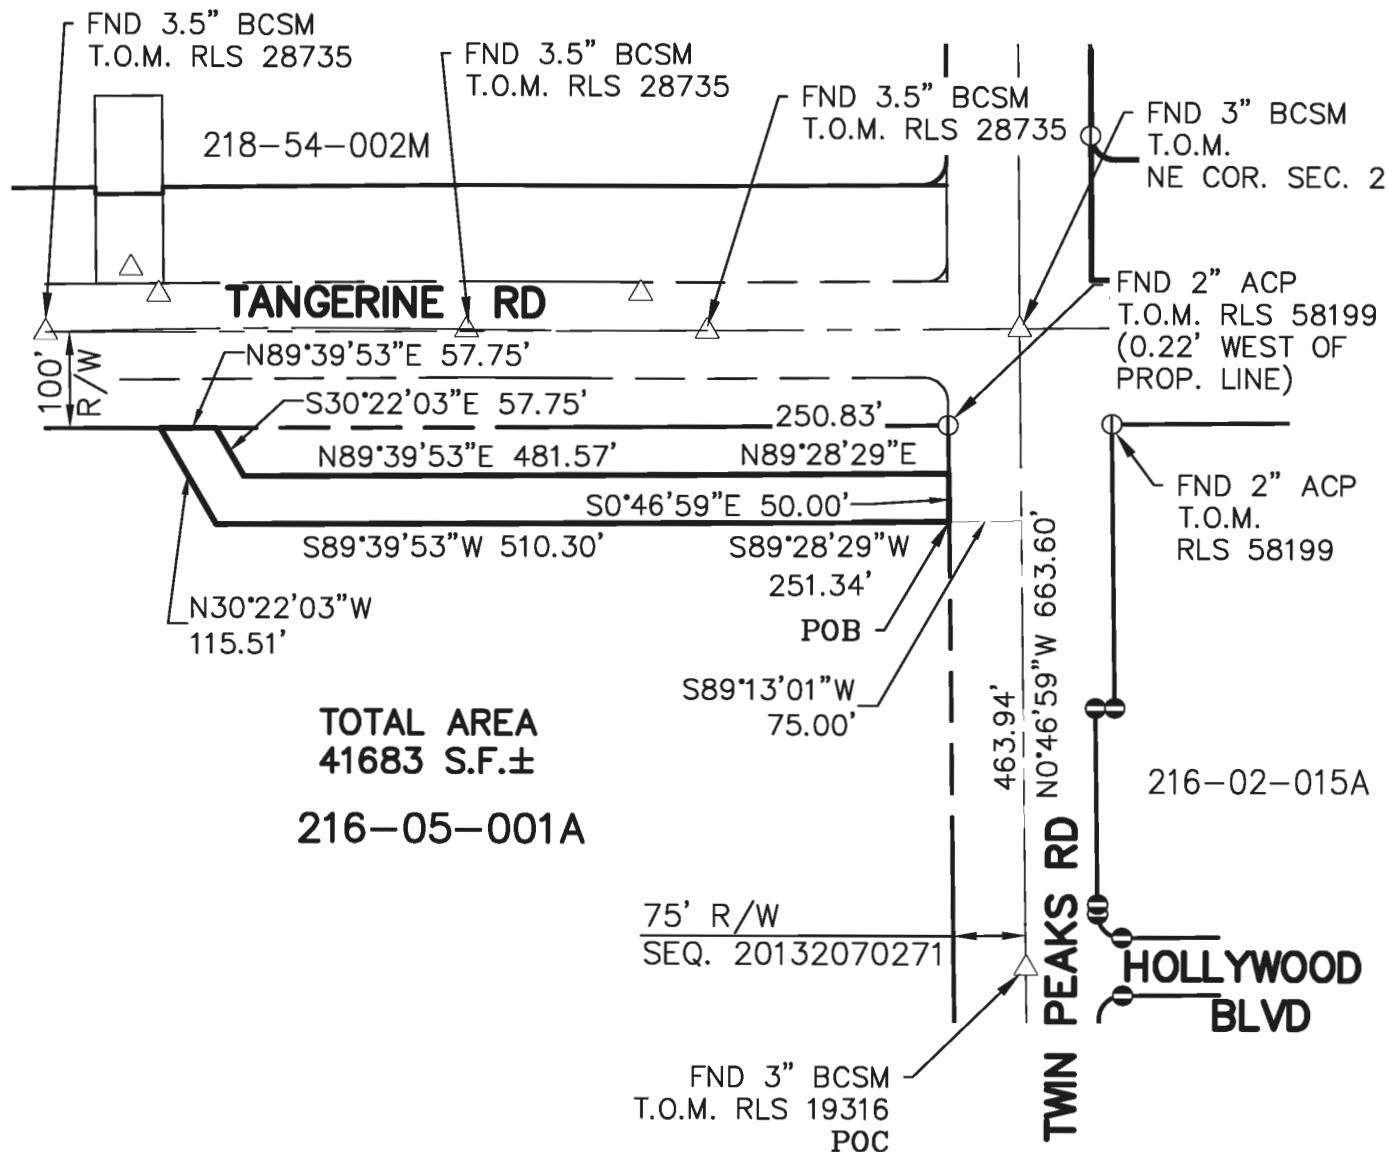 FND 3.5" BCSM
T.O.M. RLS 28735
FND 3.5" BCSM
T.O.M. RLS 28735
FND 3.5" BCSM
T.O.M. RLS 28735
FND 3" BCSM
T.O.M.
NE COR. SEC. 2
218-54-002M
TANGERINE RD
FND 2" ACP
T.O.M. RLS 58199
(0.22' WEST OF
PROP. LINE)
100'
R/W
N89°39'53"E 57.75'
S30°22'03"E 57.75'
250.83'
N89°39'53"E 481.57'
N89°28'29"E
S0°46'59"E 50.00'
S89°39'53"W 510.30'
S89°28'29"W
251.34'
POB
FND 2" ACP
T.O.M.
RLS 58199
N30°22'03"W
115.51'
S89°13'01"W
75.00'
463.94'
N0°46'59"W 663.60'
TOTAL AREA
41683 S.F.±
216-05-001A
216-02-015A
75' R/W
SEQ. 20132070271
TWIN PEAKS RD
HOLLYWOOD
BLVD
FND 3" BCSM
T.O.M. RLS 19316
POC